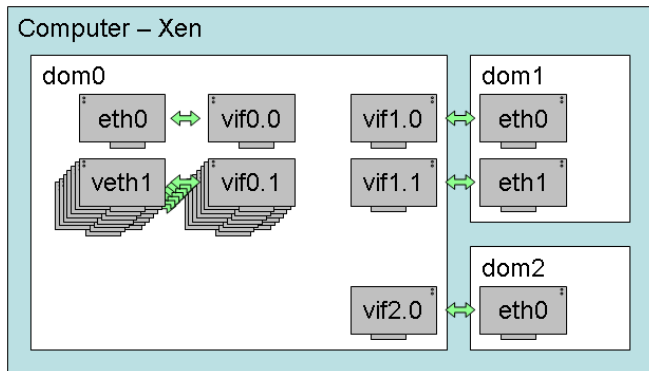 Computer – Xen
dom0
eth0
vif0.0
vif1.0
veth1
vif0.1
vif1.1
vif2.0
dom1
eth0
eth1
dom2
eth0